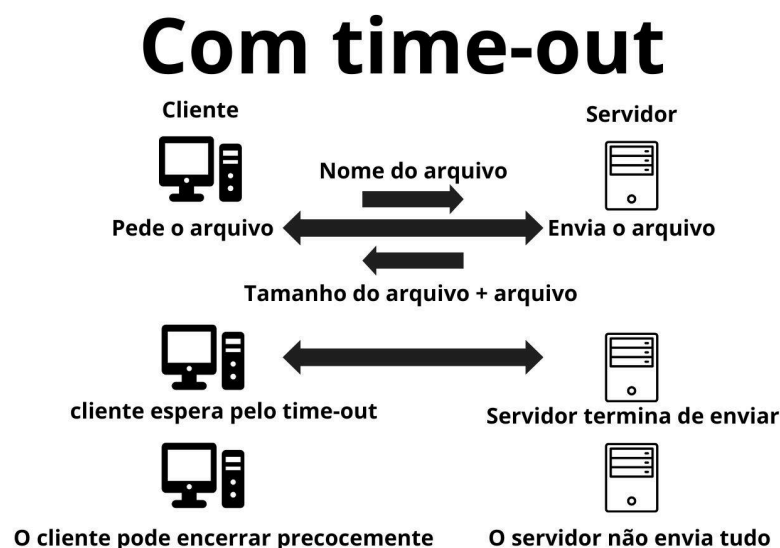 Com time-out
Cliente
Servidor
Nome do arquivo
Pede o arquivo
Envia o arquivo
Tamanho do arquivo + arquivo
cliente espera pelo time-out
Servidor termina de enviar
O cliente pode encerrar precocemente
O servidor não envia tudo